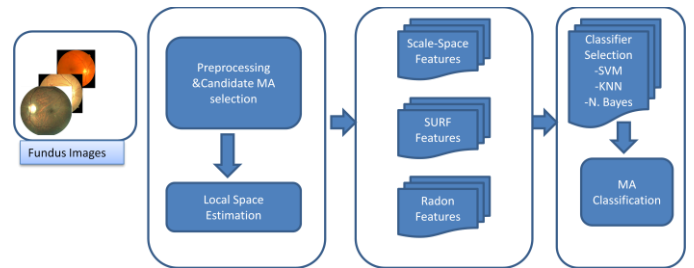 Fundus Images
Preprocessing
&Candidate MA
selection
Local Space
Estimation
Scale-Space
Features
SURF
Features
Radon
Features
Classifier
Selection
-SVM
-KNN
-N. Bayes
MA
Classification